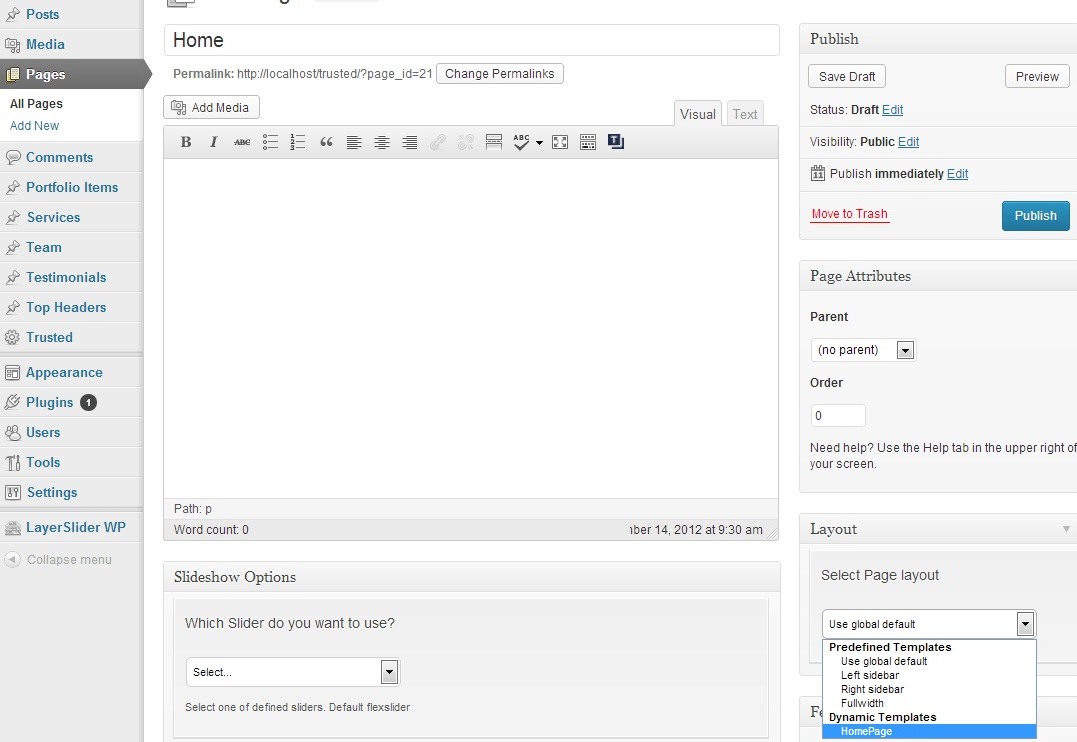 Posts
Media
Pages
All Pages
Add New
Comments
Portfolio Items
Services
Team
Testimonials
Top Headers
Trusted
Appearance
Plugins 1
Users
Tools
Settings
LayerSlider WP
Collapse menu
Home
Permalink: http://localhost/trusted/?page_id=21 Change Permalinks
Add Media
Visual Text
B I ABC ABC
Path: p
Word count: 0 ber 14, 2012 at 9:30 am
Slideshow Options
Which Slider do you want to use?
Select...
Select one of defined sliders. Default flexslider
Publish
Save Draft Preview
Status: Draft Edit
Visibility: Public Edit
11 Publish immediately Edit
Move to Trash Publish
Page Attributes
Parent
(no parent)
Order
0
Need help? Use the Help tab in the upper right of
your screen.
Layout
Select Page layout
Use global default
Predefined Templates
Use global default
Left sidebar
Right sidebar
Fullwidth
Dynamic Templates
HomePage
Fe